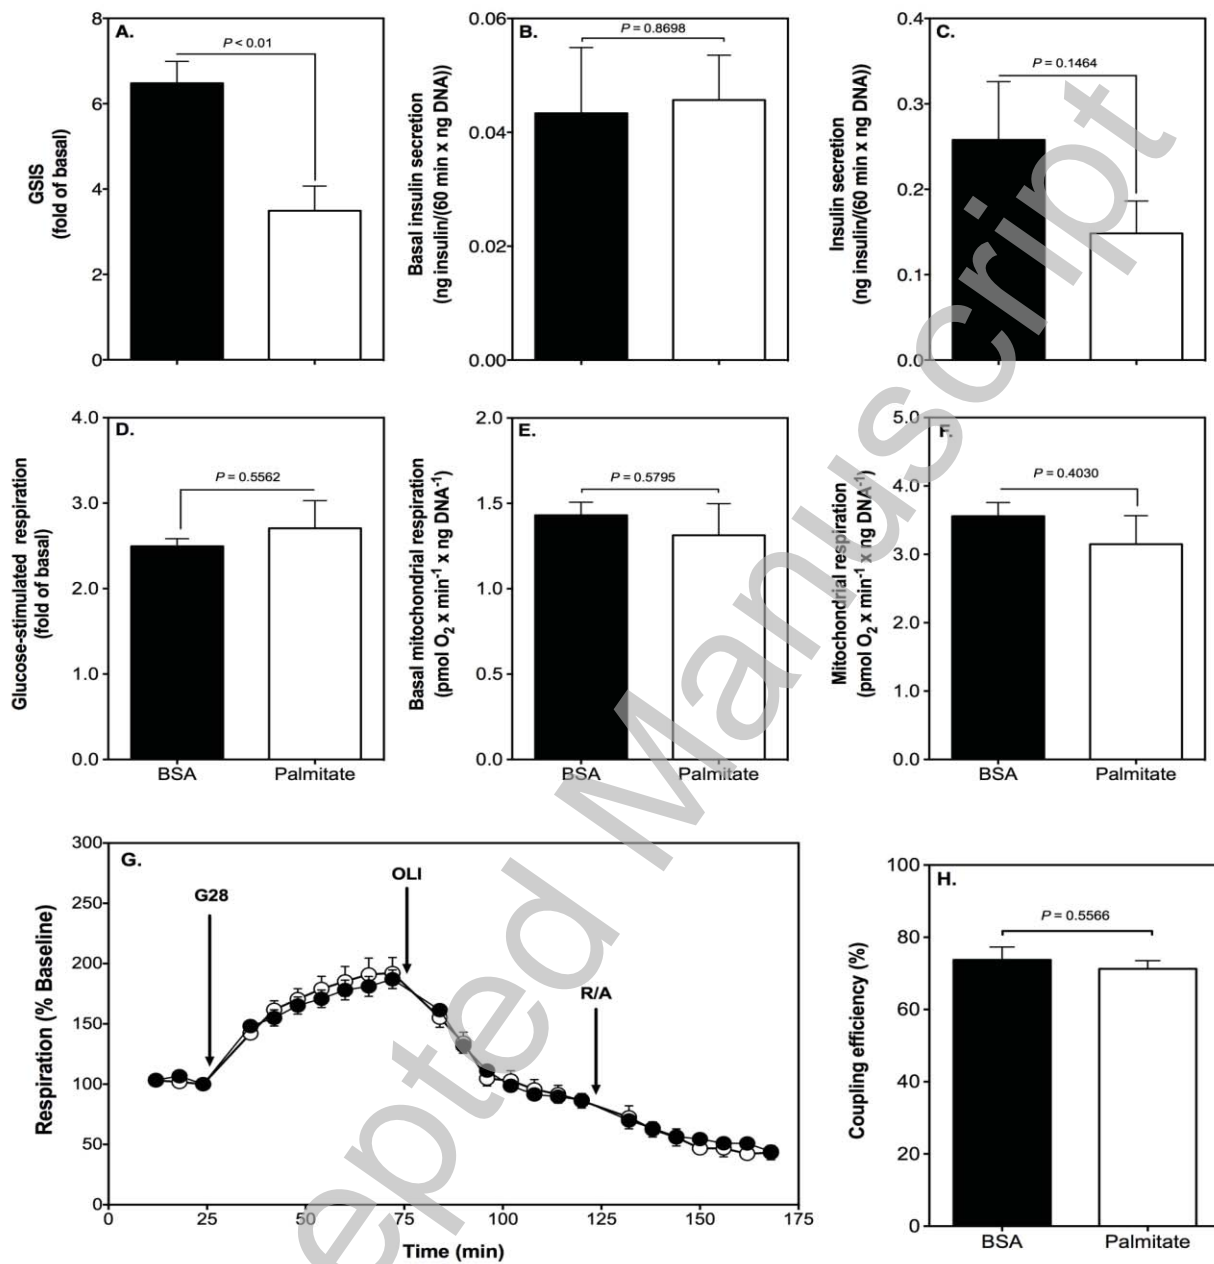 A.
P < 0.01
8
6
4
2
0
GSIS
(fold of basal)
B.
P = 0.8698
0.06
0.04
0.02
0.00
Basal insulin secretion
(ng insulin/(60 min x ng DNA))
C.
P = 0.1464
0.4
0.3
0.2
0.1
0.0
Insulin secretion
(ng insulin/(60 min x ng DNA))
D.
P = 0.5562
4.0
3.0
2.0
1.0
0.0
Glucose-stimulated respiration
(fold of basal)
BSA
Palmitate
E.
P = 0.5795
2.0
1.5
1.0
0.5
0.0
Basal mitochondrial respiration
(pmol O₂ x min⁻¹ x ng DNA⁻¹)
BSA
Palmitate
F.
P = 0.4030
5.0
4.0
3.0
2.0
1.0
0.0
Mitochondrial respiration
(pmol O₂ x min⁻¹ x ng DNA⁻¹)
BSA
Palmitate
G.
G28
OLI
R/A
300
250
200
150
100
50
0
Respiration (% Baseline)
0 25 50 75 100 125 150 175
Time (min)
H.
P = 0.5566
100
80
60
40
20
0
Coupling efficiency (%)
BSA
Palmitate
epted Manuscript